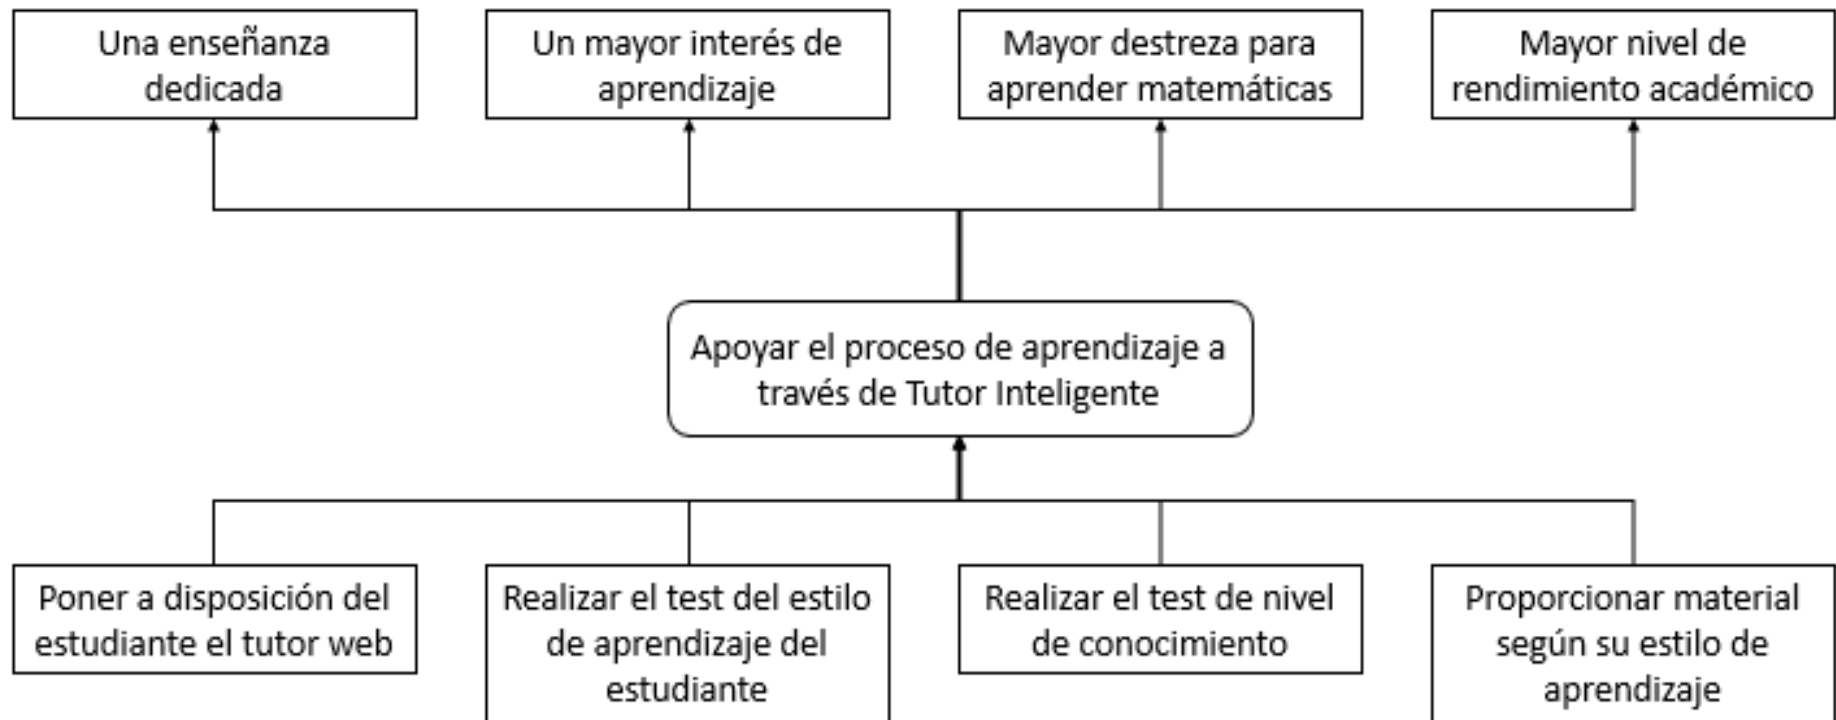 Una enseñanza
dedicada
Un mayor interés de
aprendizaje
Mayor destreza para
aprender matemáticas
Mayor nivel de
rendimiento académico
Apoyar el proceso de aprendizaje a
través de Tutor Inteligente
Poner a disposición del
estudiante el tutor web
Realizar el test del estilo
de aprendizaje del
estudiante
Realizar el test de nivel
de conocimiento
Proporcionar material
según su estilo de
aprendizaje